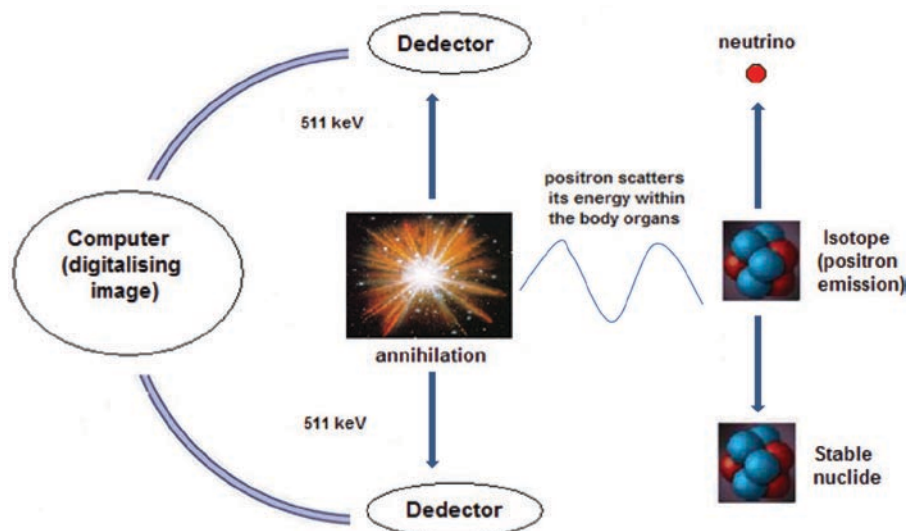 Dedector
neutrino
511 keV
positron scatters
its energy within
the body organs
Computer
(digitalising
image)
Isotope
(positron
emission)
annihilation
511 keV
Stable
nuclide
Dedector